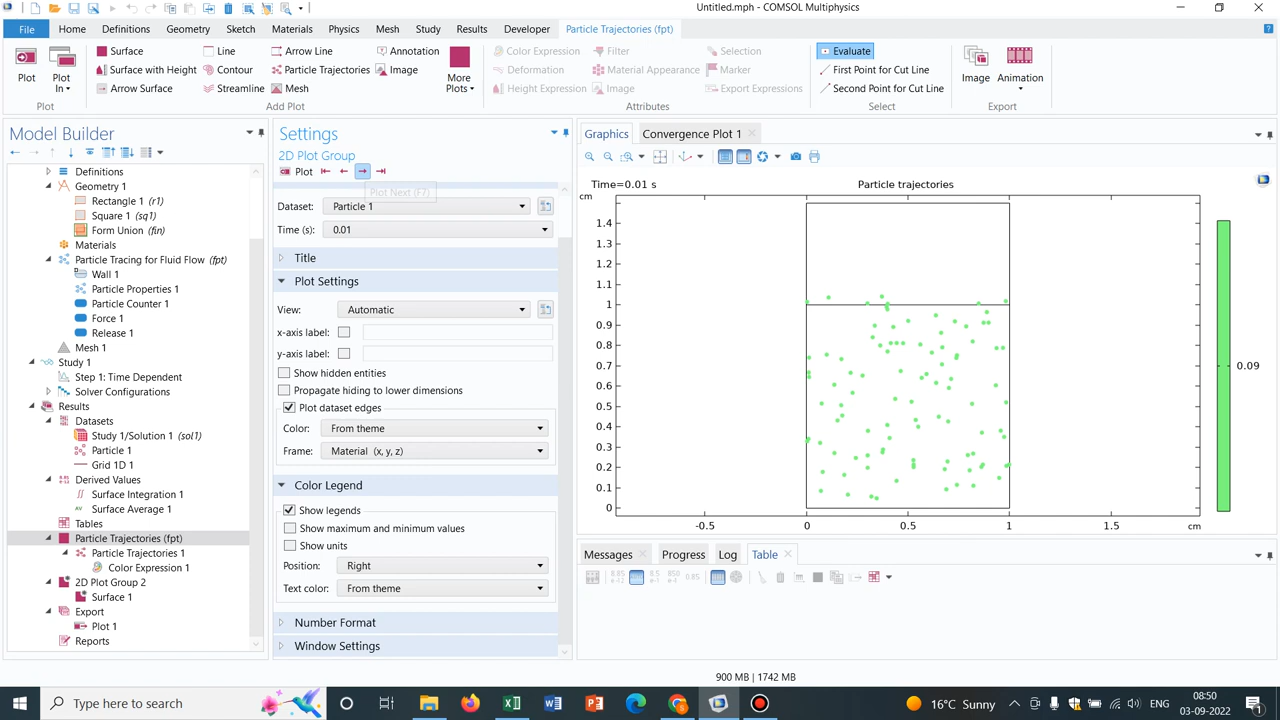 Untitled.mph - COMSOL Multiphysics
File Home Definitions Geometry Sketch Materials Physics Mesh Study Results Developer Particle Trajectories (fpt)
Surface Line Arrow Line Annotation Color Expression Filter Selection Evaluate
Surface with Height Contour Particle Trajectories Image Deformation Material Appearance Marker First Point for Cut Line
Plot Plot In More Plots Image Animation
Arrow Surface Streamline Mesh Height Expression Image Export Expressions Second Point for Cut Line
Plot Add Plot Attributes Select Export
Model Builder
Definitions
Geometry 1
Rectangle 1 (r1)
Square 1 (sq1)
Form Union (fin)
Materials
Particle Tracing for Fluid Flow (fpt)
Wall 1
Particle Properties 1
Particle Counter 1
Force 1
Release 1
Mesh 1
Study 1
Step 1: Time Dependent
Solver Configurations
Results
Datasets
Study 1/Solution 1 (sol1)
Particle 1
Grid 1D 1
Derived Values
Surface Integration 1
Surface Average 1
Tables
Particle Trajectories (fpt)
Particle Trajectories 1
Color Expression 1
2D Plot Group 2
Surface 1
Export
Plot 1
Reports
Settings
2D Plot Group
Plot
Plot Next (F7)
Dataset: Particle 1
Time (s): 0.01
Title
Plot Settings
View: Automatic
x-axis label:
y-axis label:
Show hidden entities
Propagate hiding to lower dimensions
Plot dataset edges
Color: From theme
Frame: Material (x, y, z)
Color Legend
Show legends
Show maximum and minimum values
Show units
Position: Right
Text color: From theme
Number Format
Window Settings
Graphics Convergence Plot 1
Time=0.01 s Particle trajectories
cm
1.4
1.3
1.2
1.1
1
0.9
0.8
0.7
0.6
0.5
0.4
0.3
0.2
0.1
0
-0.5 0 0.5 1 1.5 cm
0.09
Messages Progress Log Table
8.85 e-12 8.5 e-1 850 e-3 0.85
900 MB | 1742 MB
Type here to search
16°C Sunny ENG 08:50
03-09-2022